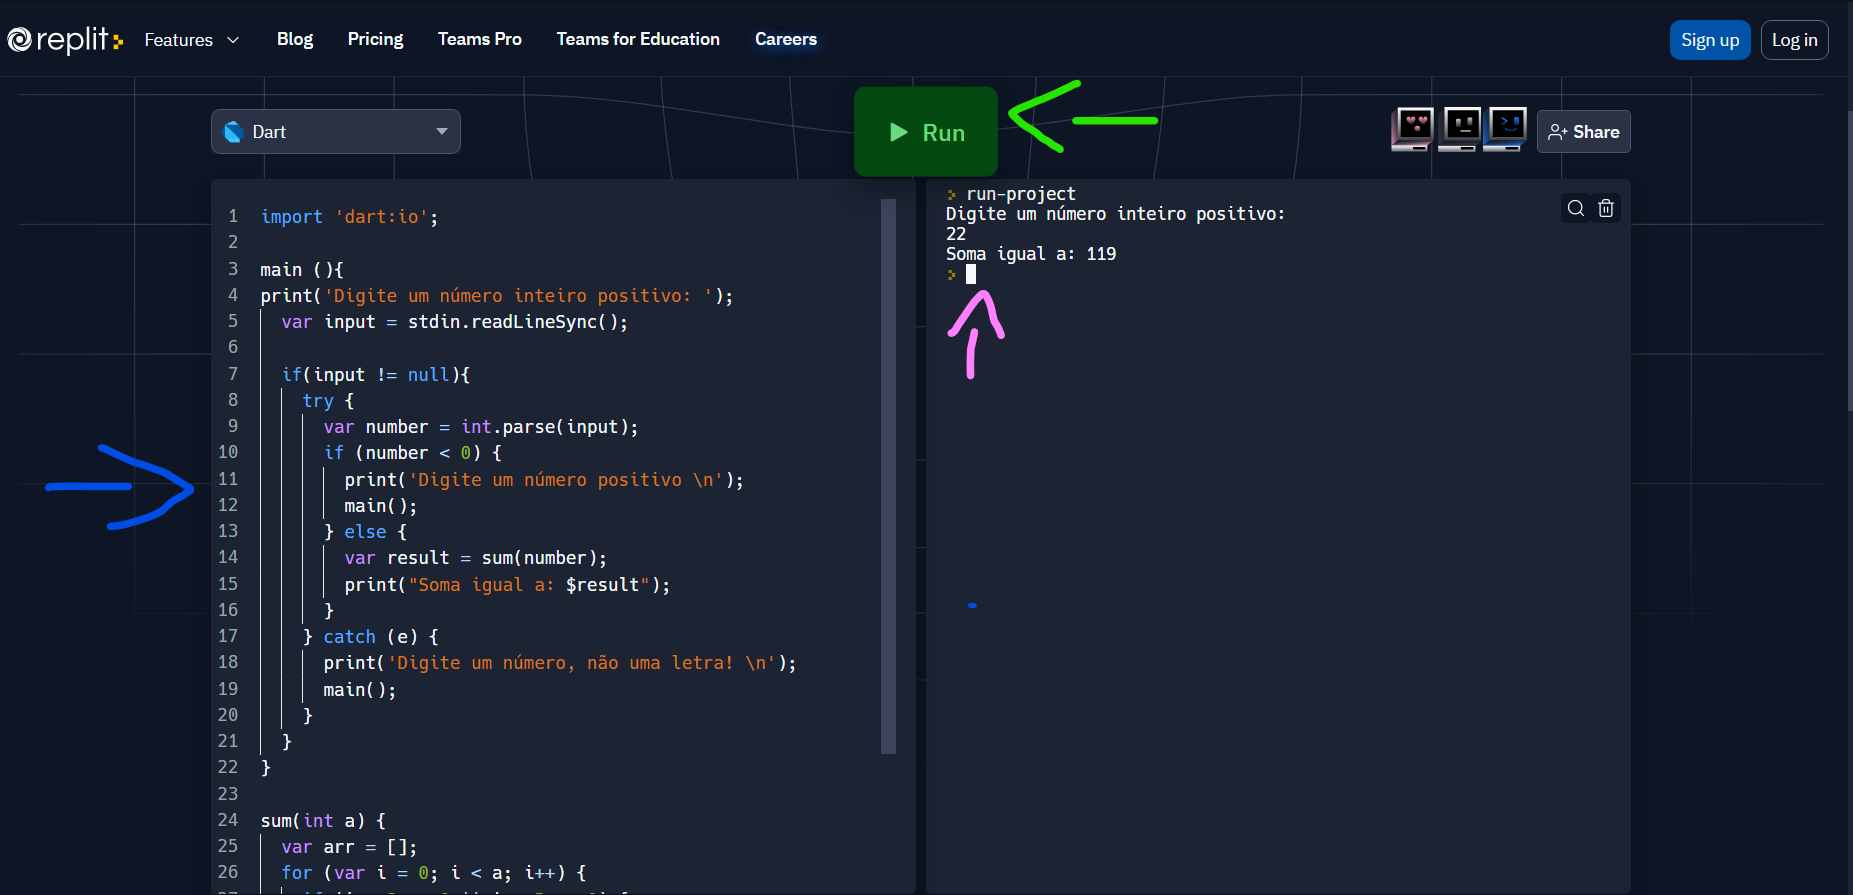 replit Features Blog Pricing Teams Pro Teams for Education Careers Sign up Log in
Dart Run Share
1 import 'dart:io';
2
3 main (){
4 print('Digite um número inteiro positivo: ');
5 var input = stdin.readLineSync();
6
7 if(input != null){
8 try {
9 var number = int.parse(input);
10 if (number < 0) {
11 print('Digite um número positivo \n');
12 main();
13 } else {
14 var result = sum(number);
15 print("Soma igual a: $result");
16 }
17 } catch (e) {
18 print('Digite um número, não uma letra! \n');
19 main();
20 }
21 }
22 }
23
24 sum(int a) {
25 var arr = [];
26 for (var i = 0; i < a; i++) {
run-project
Digite um número inteiro positivo:
22
Soma igual a: 119